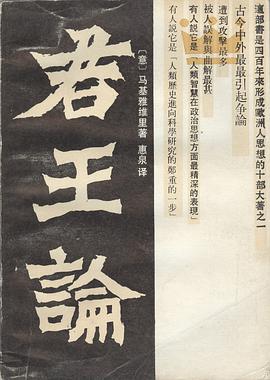 這部書是四百年來形成歐洲人思想的十部大著之一
古今中外最最引起爭論
遭到攻擊最多
被人誤解與曲解最甚
有人説它是「人類智慧在政治思想方面最精深的表現」
有人説它是「人類歷史進向科學研究的鄭重的一步」
〔意〕马基雅维里著 惠泉 译
君王論